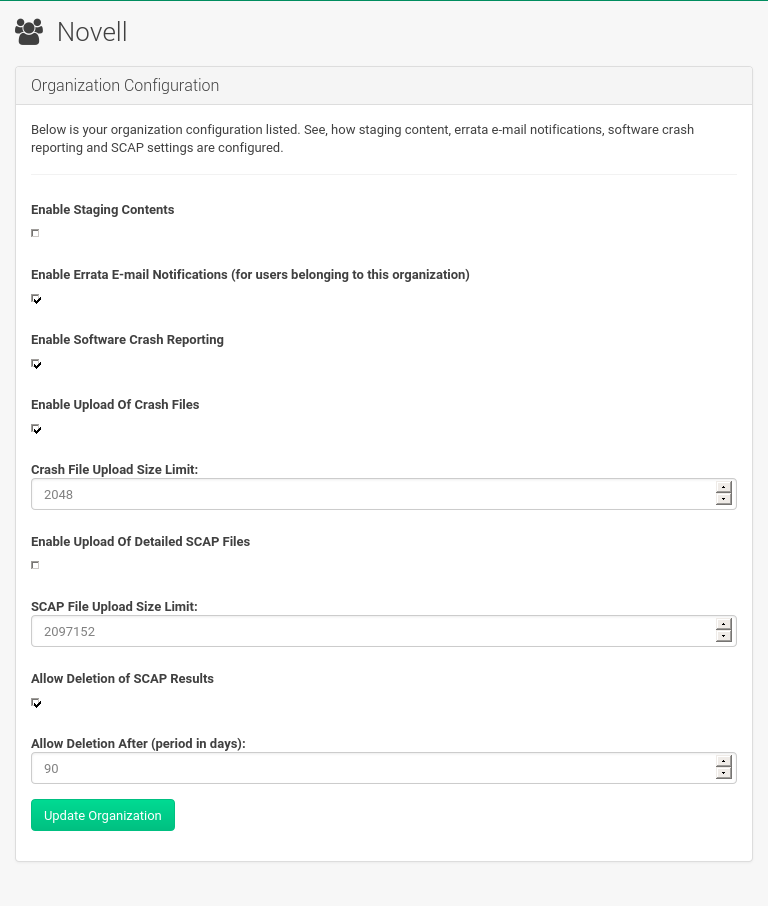 Novell
Organization Configuration
Below is your organization configuration listed. See, how staging content, errata e-mail notifications, software crash
reporting and SCAP settings are configured.
Enable Staging Contents
Enable Errata E-mail Notifications (for users belonging to this organization)
Enable Software Crash Reporting
Enable Upload Of Crash Files
Crash File Upload Size Limit:
2048
Enable Upload Of Detailed SCAP Files
SCAP File Upload Size Limit:
2097152
Allow Deletion of SCAP Results
Allow Deletion After (period in days):
90
Update Organization